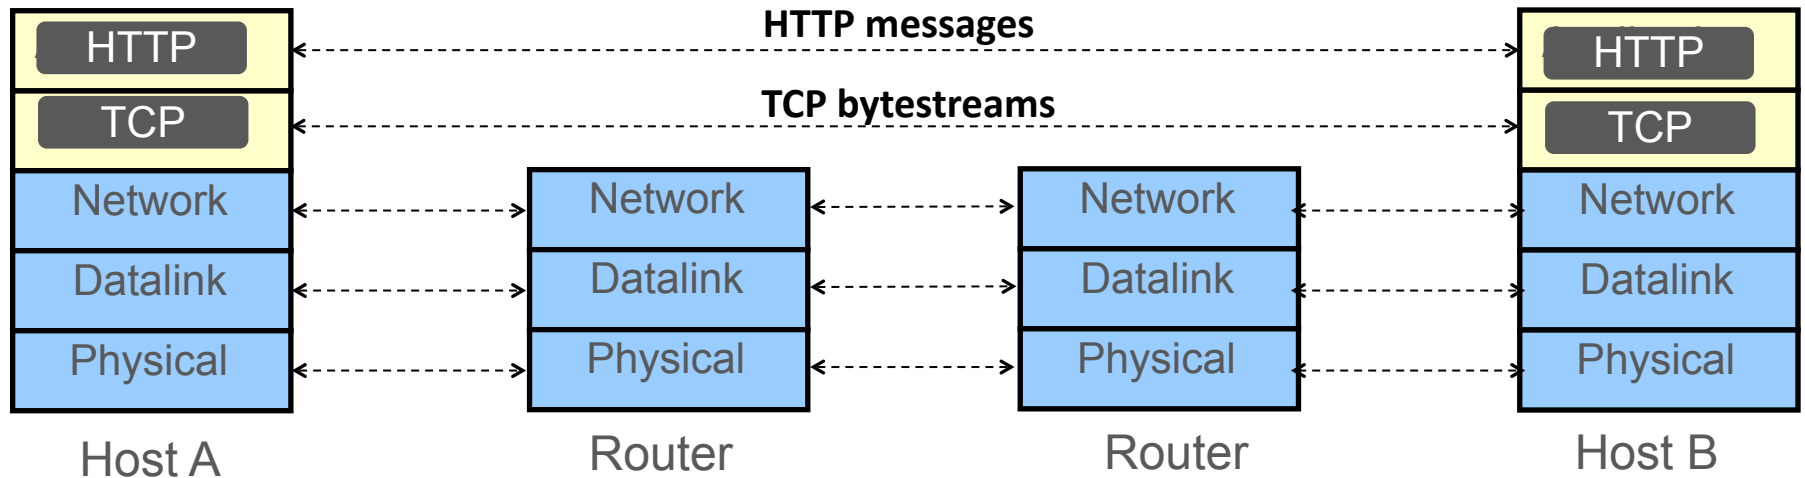 HTTP messages
HTTP
HTTP
TCP bytestreams
TCP
TCP
Network
Network
Network
Network
Datalink
Datalink
Datalink
Datalink
Physical
Physical
Physical
Physical
Host A
Router
Router
Host B